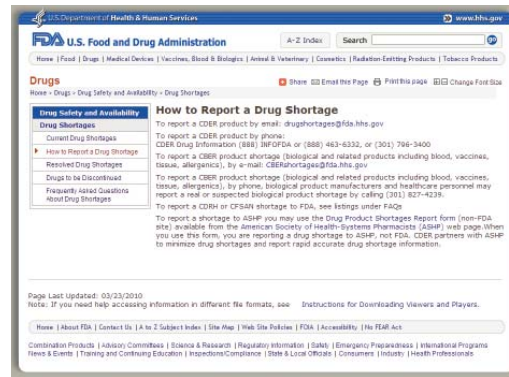 U.S. Department of Health & Human Services
www.hhs.gov
FDA U.S. Food and Drug Administration
A-Z Index
Search
go
Home | Food | Drugs | Medical Devices | Vaccines, Blood & Biologics | Animal & Veterinary | Cosmetics | Radiation-Emitting Products | Tobacco Products
Drugs
Share Email this Page Print this page Change Font Size
Home > Drugs > Drug Safety and Availability > Drug Shortages
Drug Safety and Availability
Drug Shortages
Current Drug Shortages
How to Report a Drug Shortage
Resolved Drug Shortages
Drugs to be Discontinued
Frequently Asked Questions
About Drug Shortages
How to Report a Drug Shortage
To report a CDER product by email: drugshortages@fda.hhs.gov
To report a CDER product by phone:
CDER Drug Information (888) INFOFDA or (888) 463-6332, or (301) 796-3400
To report a CBER product shortage (biological and related products including blood, vaccines,
tissue, allergenics), by e-mail: CBERshortages@fda.hhs.gov
To report a CBER product shortage (biological and related products including blood, vaccines,
tissue, allergenics), by phone, biological product manufacturers and healthcare personnel may
report a real or suspected biological product shortage by calling (301) 827-4239.
To report a CDRH or CFSAN shortage to FDA, see listings under FAQs
To report a shortage to ASHP you may use the Drug Product Shortages Report form (non-FDA
site) available from the American Society of Health-Systems Pharmacists (ASHP) web page.When
you use this form, you are reporting a drug shortage to ASHP, not FDA. CDER partners with ASHP
to minimize drug shortages and report rapid accurate drug shortage information.
Page Last Updated: 03/23/2010
Note: If you need help accessing information in different file formats, see Instructions for Downloading Viewers and Players.
Home | About FDA | Contact Us | A to Z Subject Index | Site Map | Web Site Policies | FOIA | Accessibility | No FEAR Act
Combination Products | Advisory Committees | Science & Research | Regulatory Information | Safety | Emergency Preparedness | International Programs
News & Events | Training and Continuing Education | Inspections/Compliance | State & Local Officials | Consumers | Industry | Health Professionals